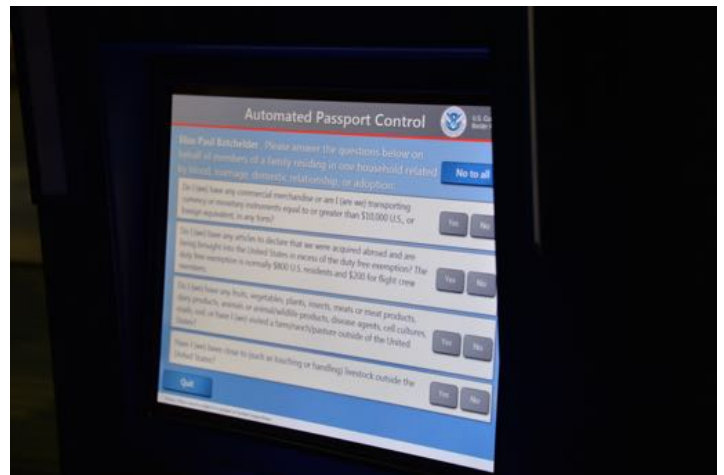 Automated Passport Control
U.S.
Border
Paul Batchelder. Please answer the questions below on
behalf of members of a family residing in one household related
by blood, marriage, domestic relationship, or adoption:
No to all
Do I (we) have any commercial merchandise or am I (are we) transporting
currency or monetary instruments equal to or greater than $10,000 U.S., or
foreign equivalent, in any form?
Yes No
Do I (we) have any articles to declare that we were acquired abroad and are
being brought into the United States in excess of the duty free exemption? The
duty free exemption is normally $800 U.S. residents and $200 for flight crew
members.
Yes No
Do I (we) have any fruits, vegetables, plants, insects, meats or meat products,
dairy products, animals or animal/wildlife products, disease agents, cell cultures,
snails, soil, or have I (we) visited a farm/ranch/pasture outside of the United
States?
Yes No
Have I (we) been close to (such as touching or handling) livestock outside the
United States?
Yes No
Quit